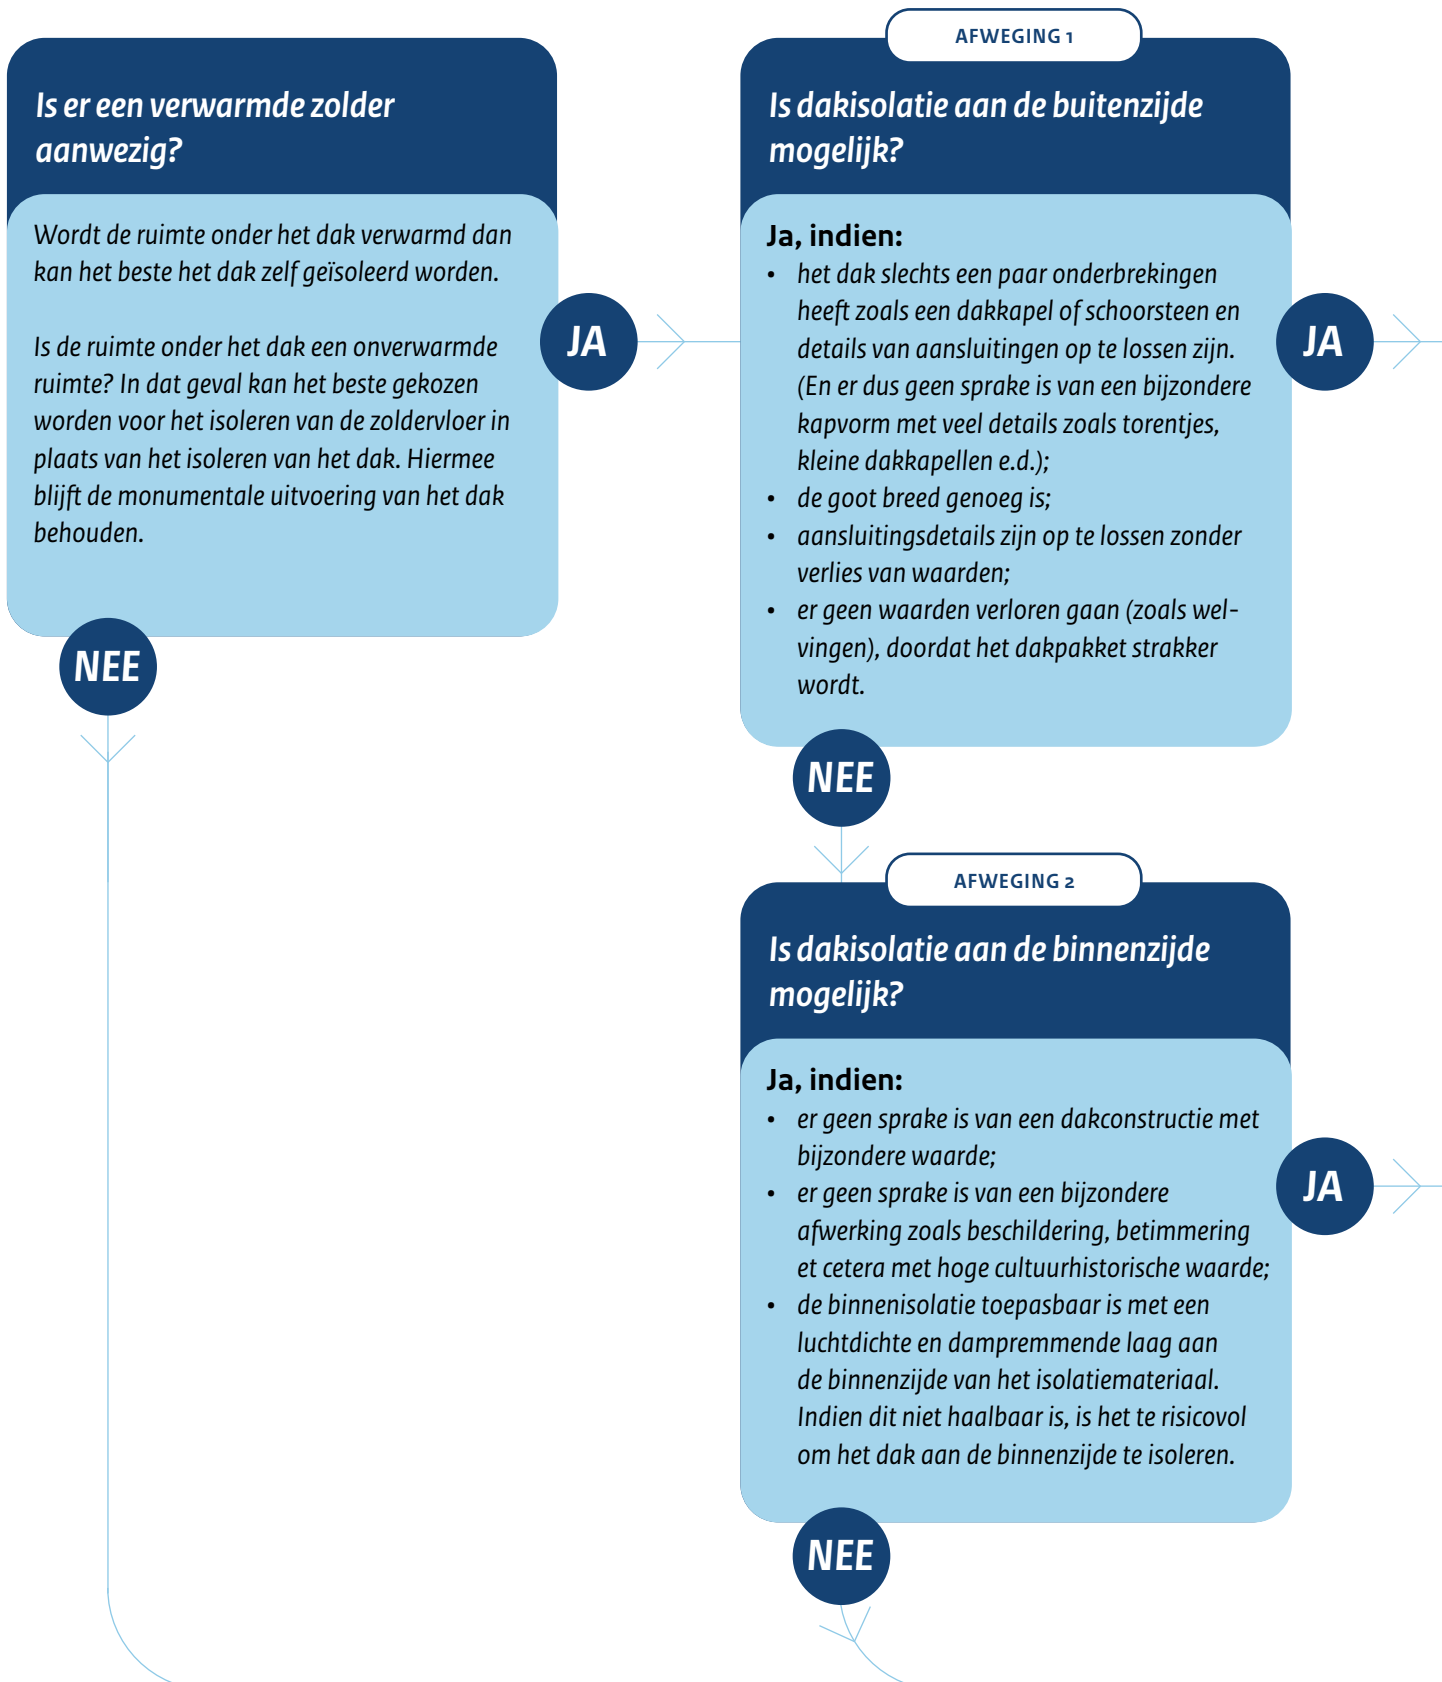 Is er een verwarmde zolder
aanwezig?
Wordt de ruimte onder het dak verwarmd dan
kan het beste het dak zelf geïsoleerd worden.
Is de ruimte onder het dak een onverwarmde
ruimte? In dat geval kan het beste gekozen
worden voor het isoleren van de zoldervloer in
plaats van het isoleren van het dak. Hiermee
blijft de monumentale uitvoering van het dak
behouden.
JA
NEE
AFWEGING 1
Is dakisolatie aan de buitenzijde
mogelijk?
Ja, indien:
• het dak slechts een paar onderbrekingen
heeft zoals een dakkapel of schoorsteen en
details van aansluitingen op te lossen zijn.
(En er dus geen sprake is van een bijzondere
kapvorm met veel details zoals torentjes,
kleine dakkapellen e.d.);
• de goot breed genoeg is;
• aansluitingsdetails zijn op te lossen zonder
verlies van waarden;
• er geen waarden verloren gaan (zoals wel-
vingen), doordat het dakpakket strakker
wordt.
JA
NEE
AFWEGING 2
Is dakisolatie aan de binnenzijde
mogelijk?
Ja, indien:
• er geen sprake is van een dakconstructie met
bijzondere waarde;
• er geen sprake is van een bijzondere
afwerking zoals beschildering, betimmering
et cetera met hoge cultuurhistorische waarde;
• de binnenisolatie toepasbaar is met een
luchtdichte en dampremmende laag aan
de binnenzijde van het isolatiemateriaal.
Indien dit niet haalbaar is, is het te risicovol
om het dak aan de binnenzijde te isoleren.
JA
NEE